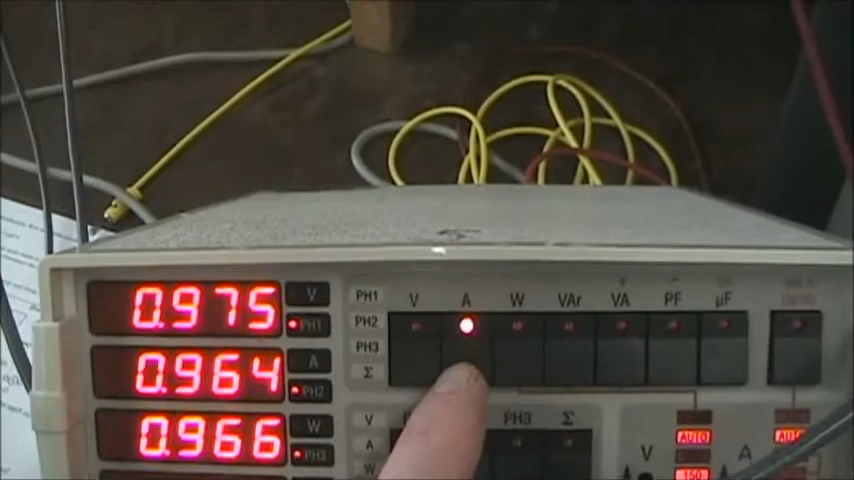 0.975 V PH1 V A W VAr VA PF µF
PH1 PH2 PH3 Σ
0.964 A PH2
0.966 W PH3
V A W
PH3 Σ
V AUTO 150
A AUTO